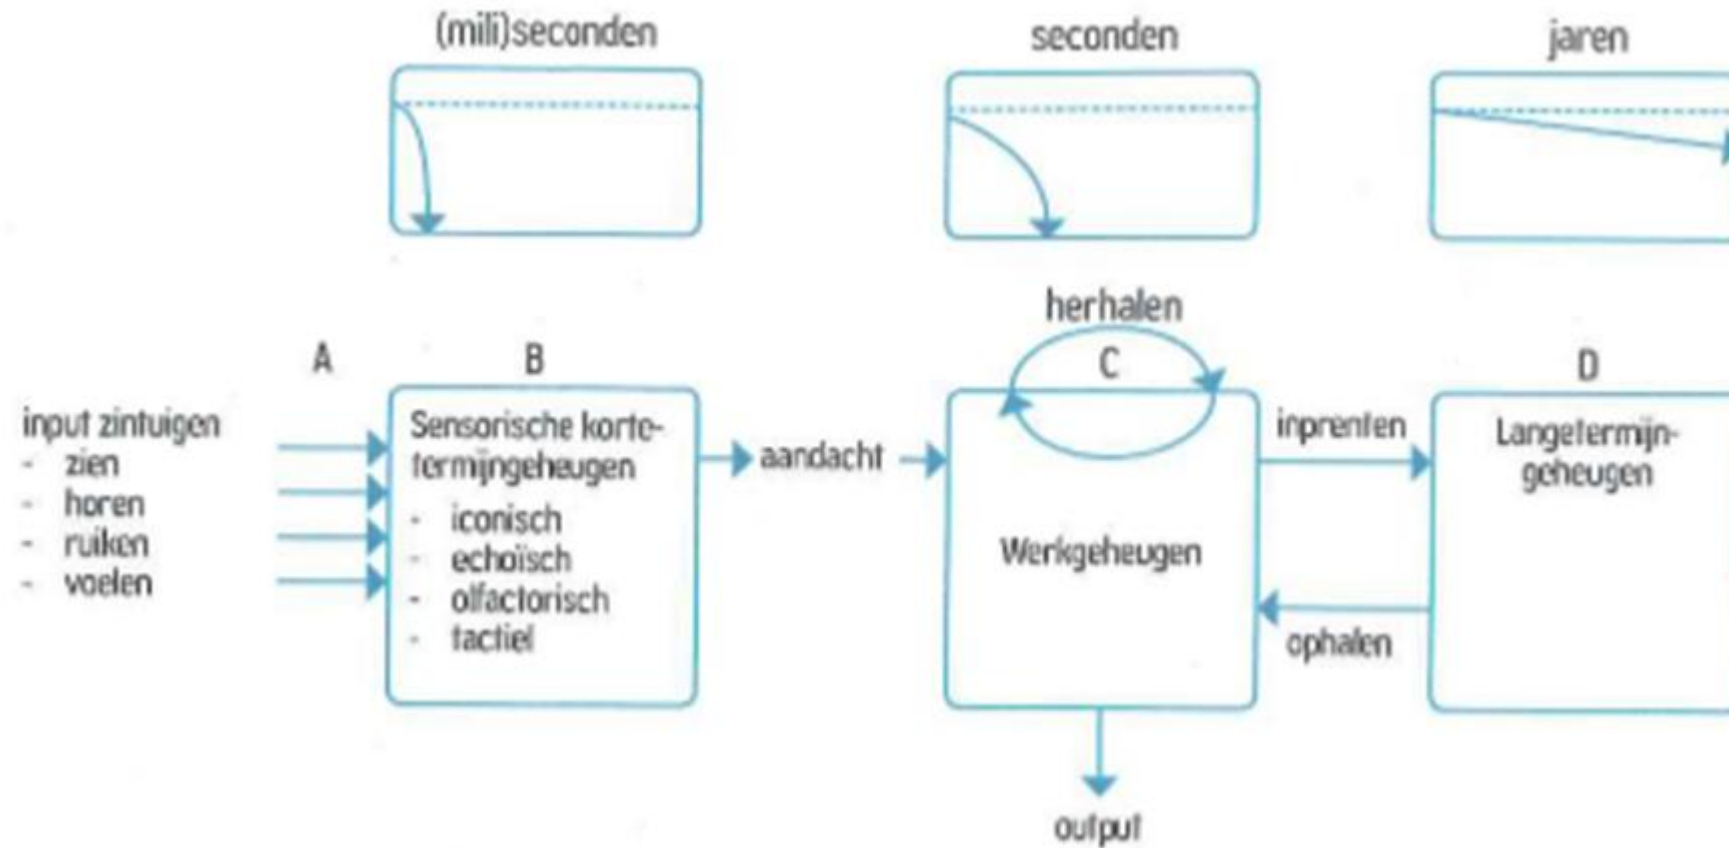 (mili)seconden
seconden
jaren
herhalen
A
B
C
D
input zintuigen
- zien
- horen
- ruiken
- voelen
Sensorische korte-
termijngeheugen
- iconisch
- echoïsch
- olfactorisch
- tactiel
aandacht
Werkgeheugen
inprenten
ophalen
Langetermijn-
geheugen
output